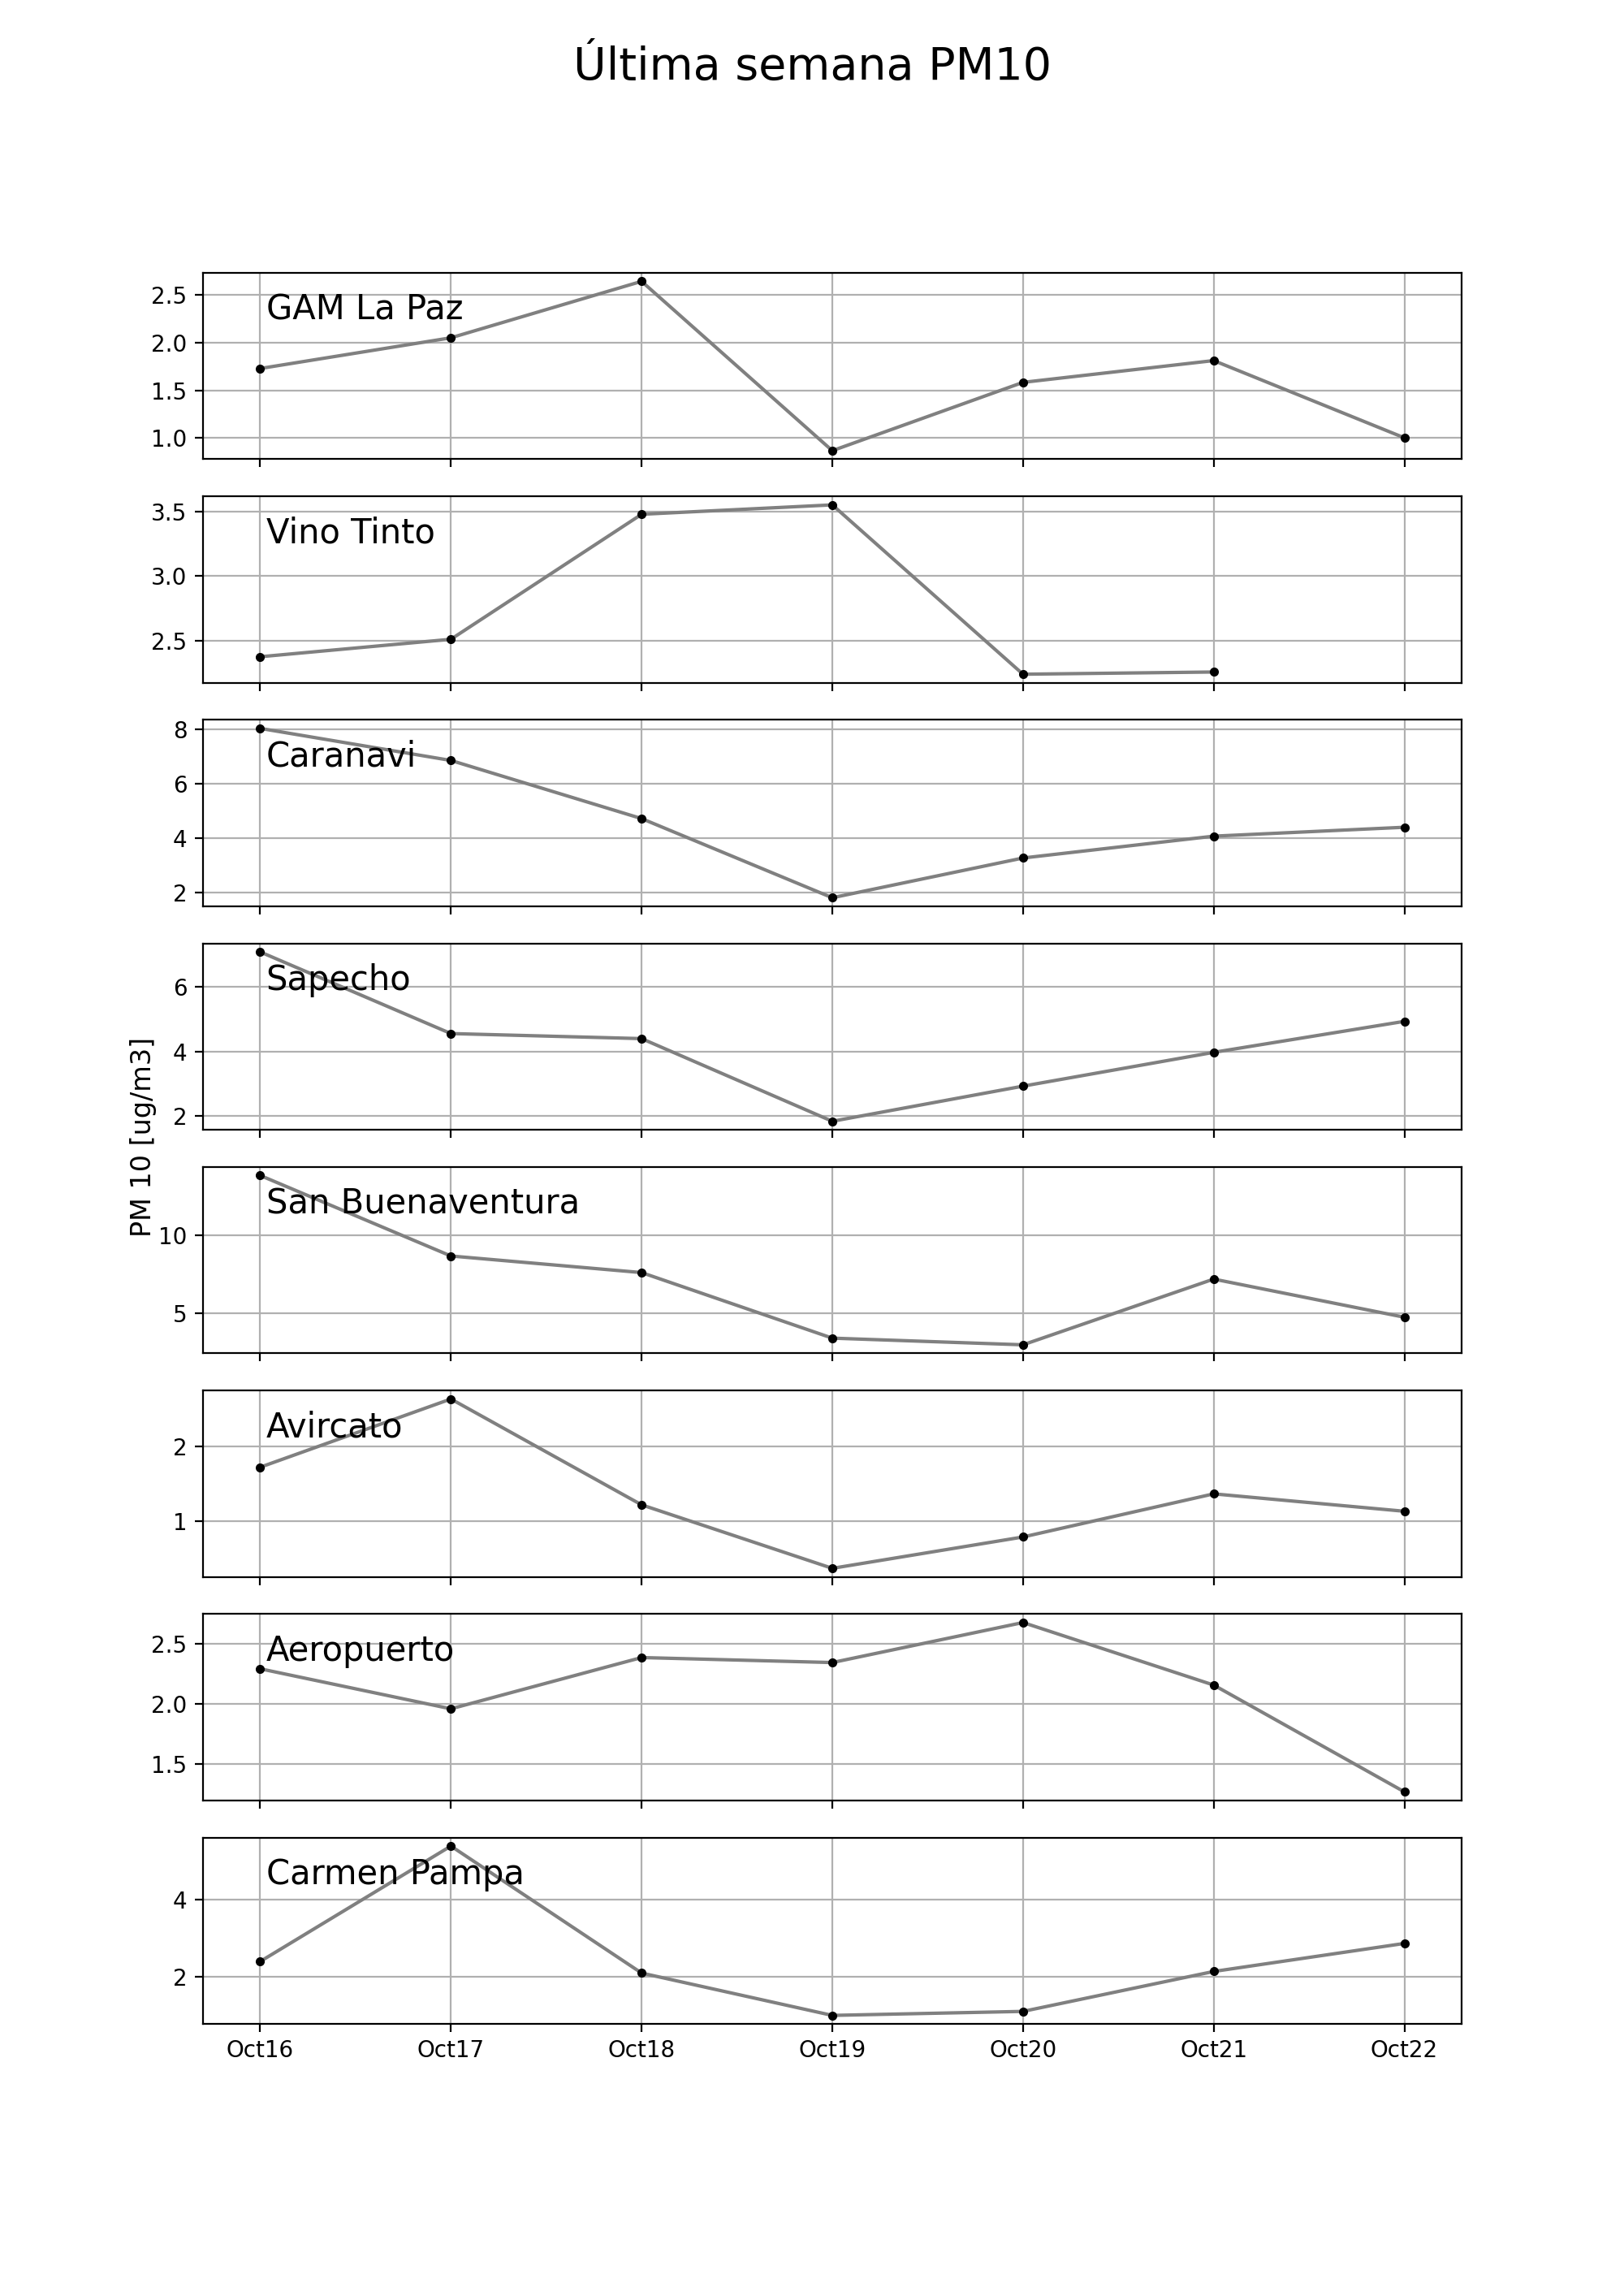 Última semana PM10
GAM La Paz
2.5
2.0
1.5
1.0
Vino Tinto
3.5
3.0
2.5
Caranavi
8
6
4
2
Sapecho
6
4
2
PM 10 [ug/m3]
San Buenaventura
10
5
Avircato
2
1
Aeropuerto
2.5
2.0
1.5
Carmen Pampa
4
2
Oct16 Oct17 Oct18 Oct19 Oct20 Oct21 Oct22